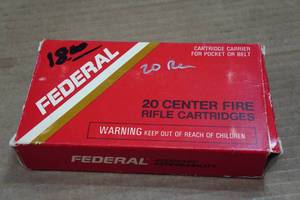 18.00
CARTRIDGE CARRIER
FOR POCKET OR BELT
20 Rn
FEDERAL
20 CENTER FIRE
RIFLE CARTRIDGES
WARNING KEEP OUT OF REACH OF CHILDREN
FEDERAL